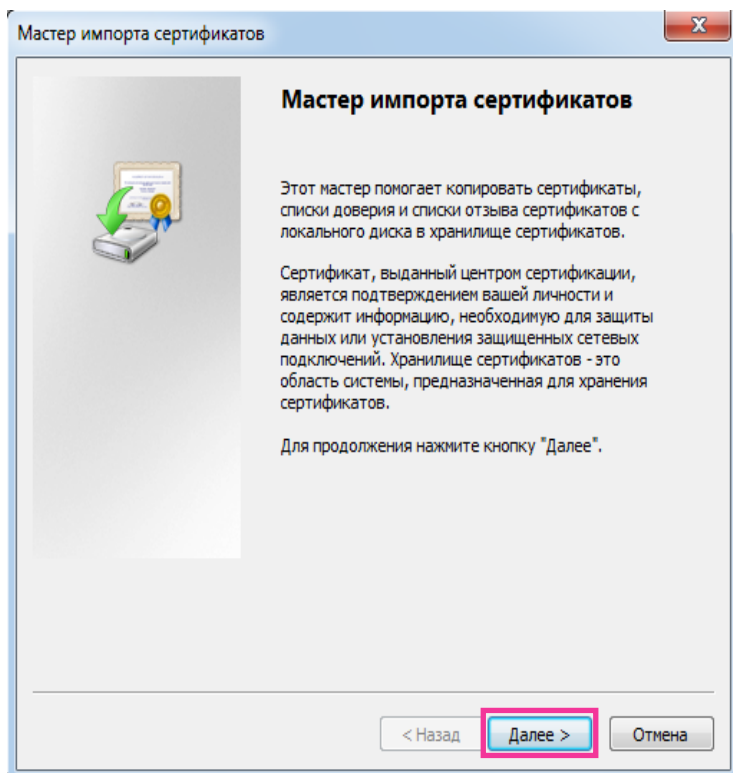 Мастер импорта сертификатов
Мастер импорта сертификатов
Этот мастер помогает копировать сертификаты,
списки доверия и списки отзыва сертификатов с
локального диска в хранилище сертификатов.
Сертификат, выданный центром сертификации,
является подтверждением вашей личности и
содержит информацию, необходимую для защиты
данных или установления защищенных сетевых
подключений. Хранилище сертификатов - это
область системы, предназначенная для хранения
сертификатов.
Для продолжения нажмите кнопку "Далее".
< Назад
Далее >
Отмена